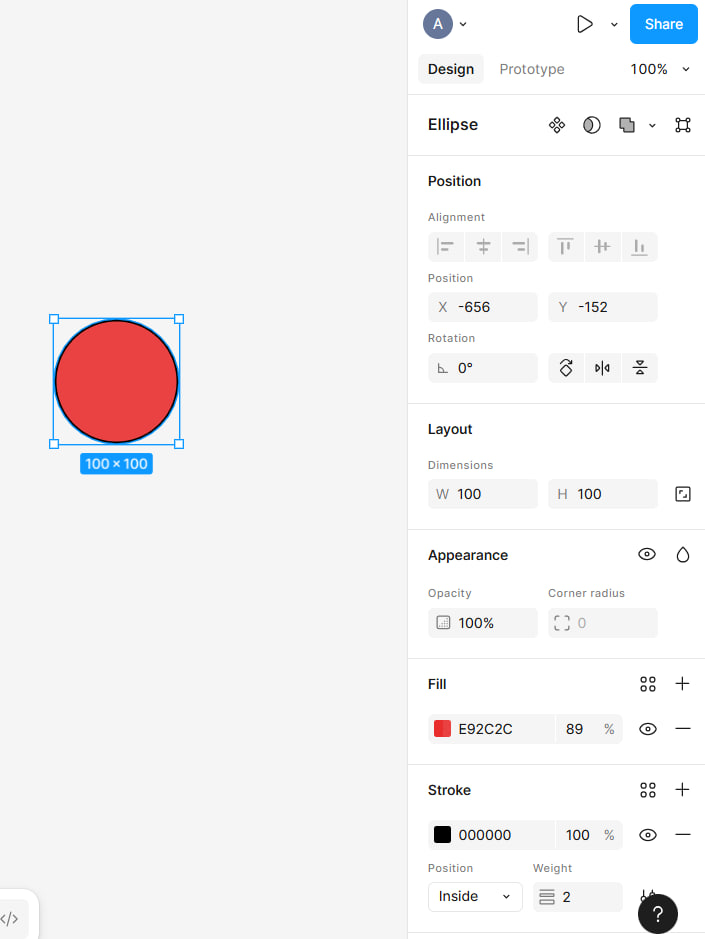 A
Share
Design Prototype 100%
Ellipse
Position
Alignment
Position
X -656 Y -152
Rotation
0°
Layout
Dimensions
W 100 H 100
100 × 100
Appearance
Opacity Corner radius
100% 0
Fill
E92C2C 89 %
Stroke
000000 100 %
Position Weight
Inside 2
</>
?